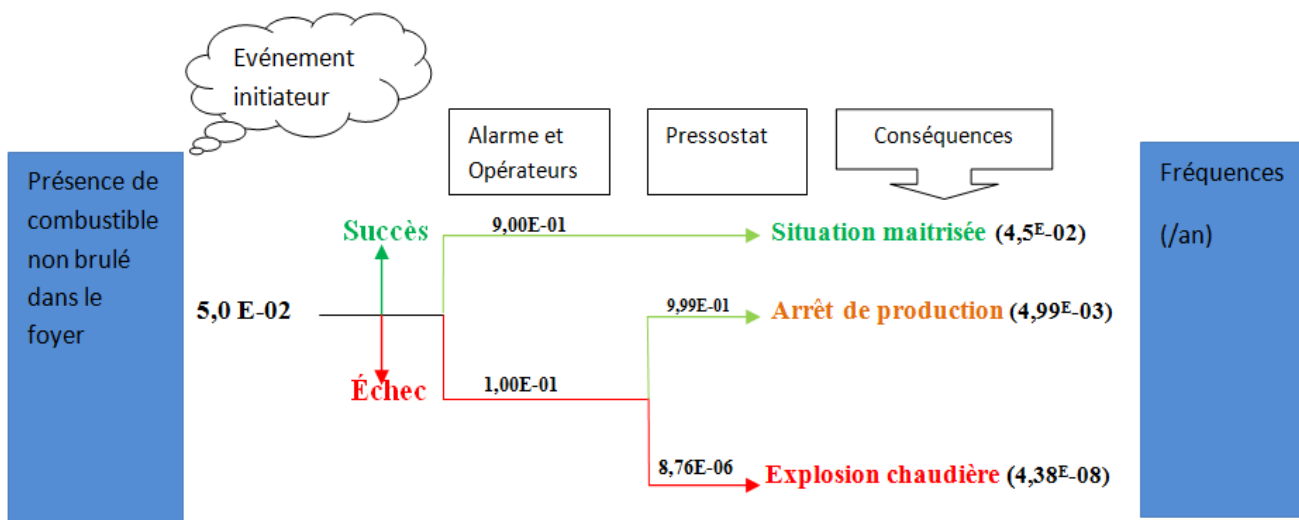 Evénement
initiateur
Alarme et
Opérateurs
Pressostat
Conséquences
Présence de
combustible
non brulé
dans le
foyer
Fréquences
(/an)
Succès
9,00E-01
Situation maitrisée (4,5E-02)
5,0 E-02
9,99E-01
Arrêt de production (4,99E-03)
Échec
1,00E-01
8,76E-06
Explosion chaudière (4,38E-08)